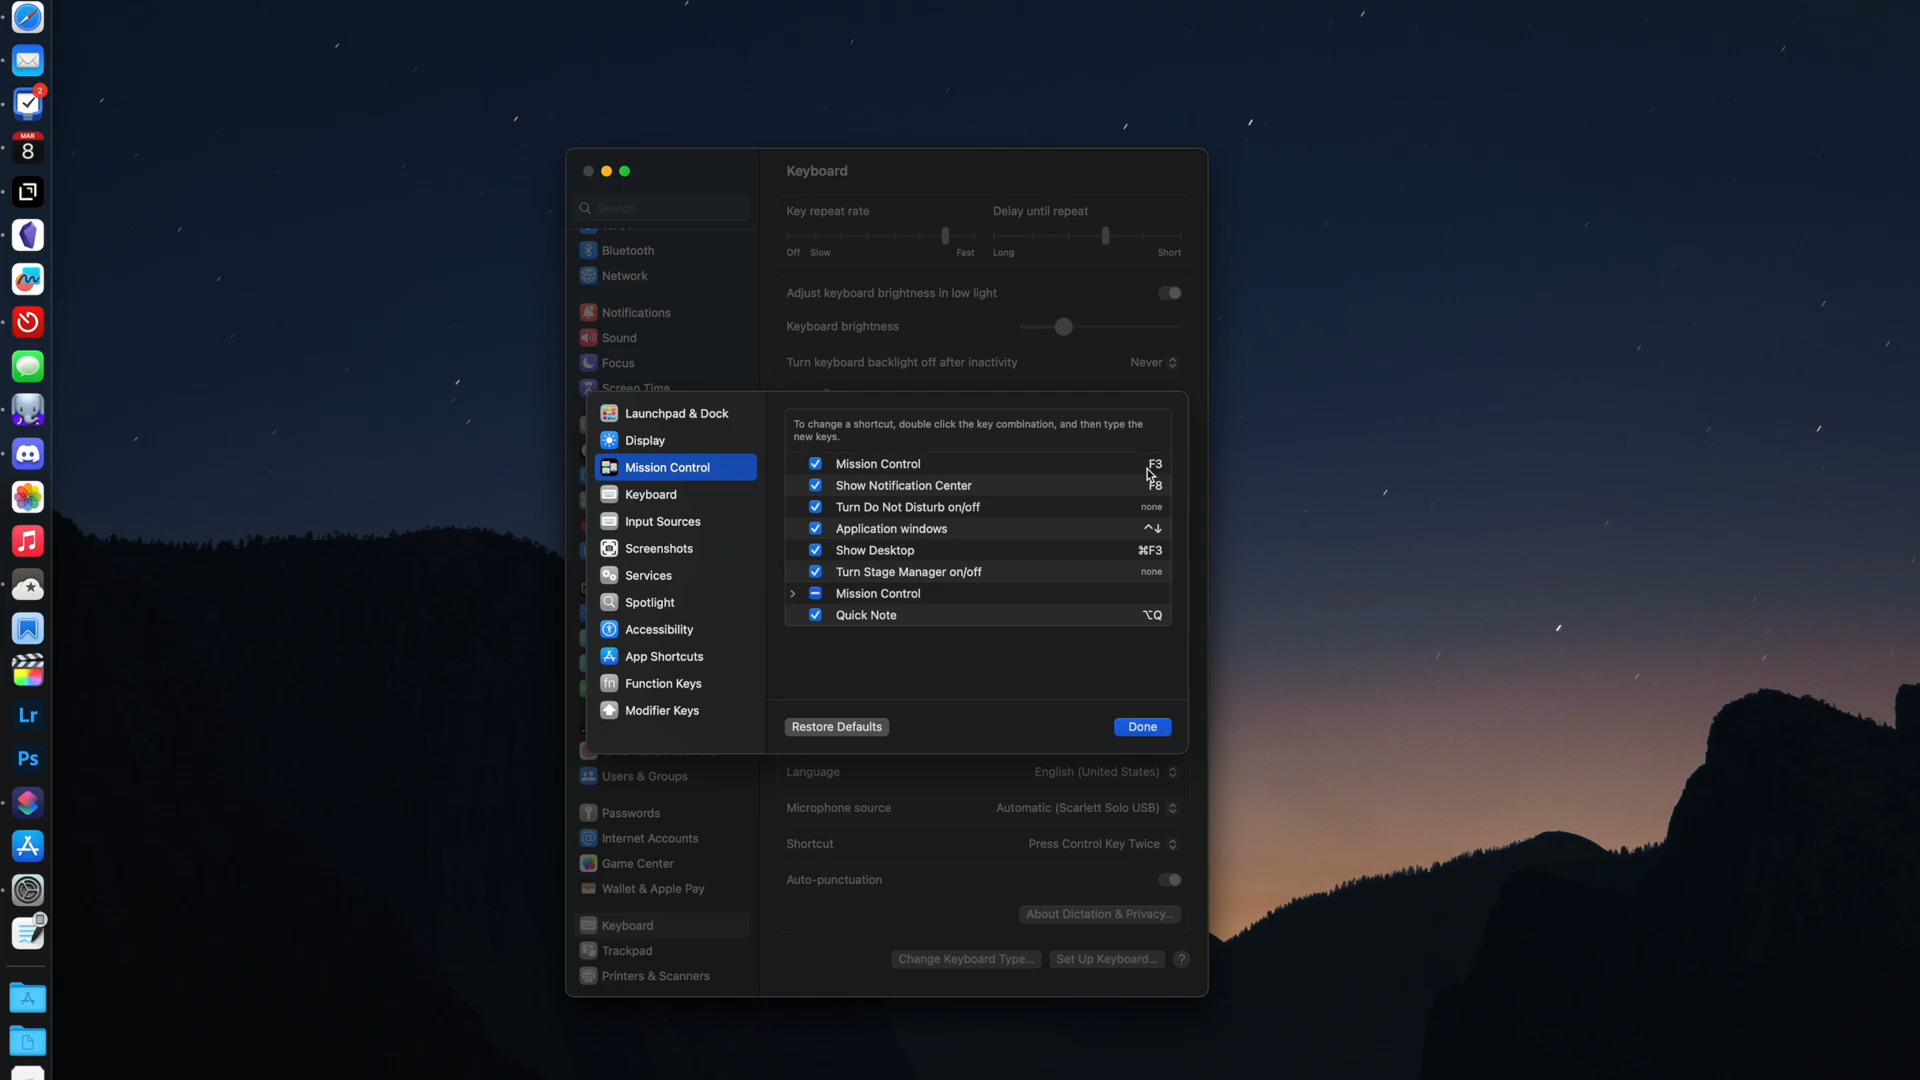 2
MAR
8
Lr
Ps
Keyboard
Search
Bluetooth
Network
Notifications
Sound
Focus
Screen Time
Users & Groups
Passwords
Internet Accounts
Game Center
Wallet & Apple Pay
Keyboard
Trackpad
Printers & Scanners
Key repeat rate
Delay until repeat
Off Slow Fast
Long Short
Adjust keyboard brightness in low light
Keyboard brightness
Turn keyboard backlight off after inactivity Never
Launchpad & Dock
Display
Mission Control
Keyboard
Input Sources
Screenshots
Services
Spotlight
Accessibility
App Shortcuts
fn Function Keys
Modifier Keys
To change a shortcut, double click the key combination, and then type the
new keys.
Mission Control F3
Show Notification Center F8
Turn Do Not Disturb on/off none
Application windows ^↓
Show Desktop ⌘F3
Turn Stage Manager on/off none
Mission Control
Quick Note ⌥Q
Restore Defaults Done
Language English (United States)
Microphone source Automatic (Scarlett Solo USB)
Shortcut Press Control Key Twice
Auto-punctuation
About Dictation & Privacy...
Change Keyboard Type... Set Up Keyboard... ?